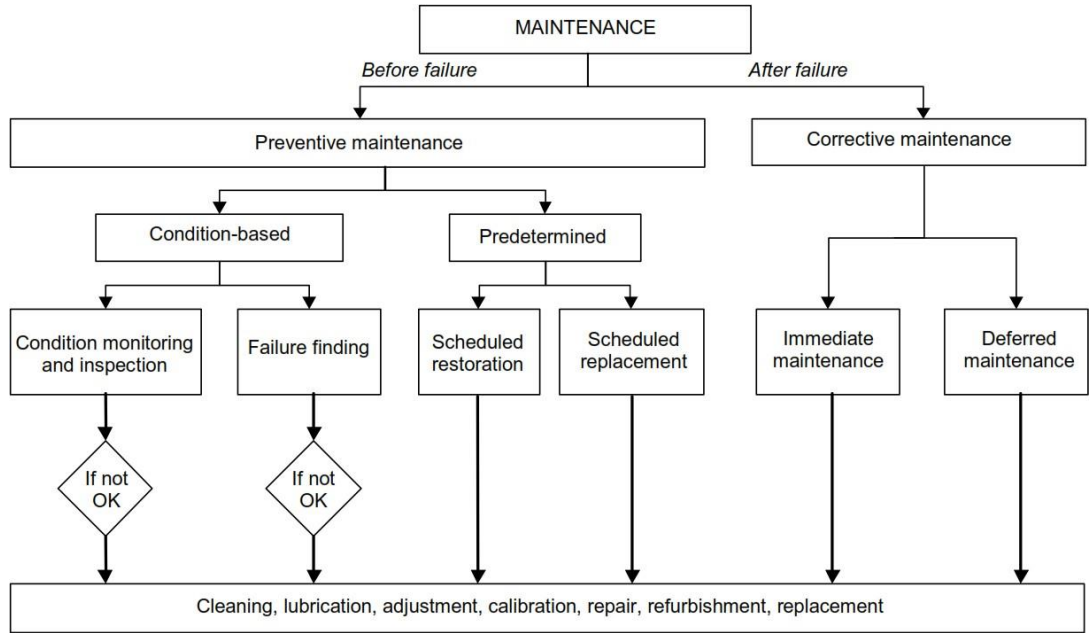 MAINTENANCE
Before failure
After failure
Preventive maintenance
Corrective maintenance
Condition-based
Predetermined
Condition monitoring
and inspection
Failure finding
Scheduled
restoration
Scheduled
replacement
Immediate
maintenance
Deferred
maintenance
If not
OK
If not
OK
Cleaning, lubrication, adjustment, calibration, repair, refurbishment, replacement